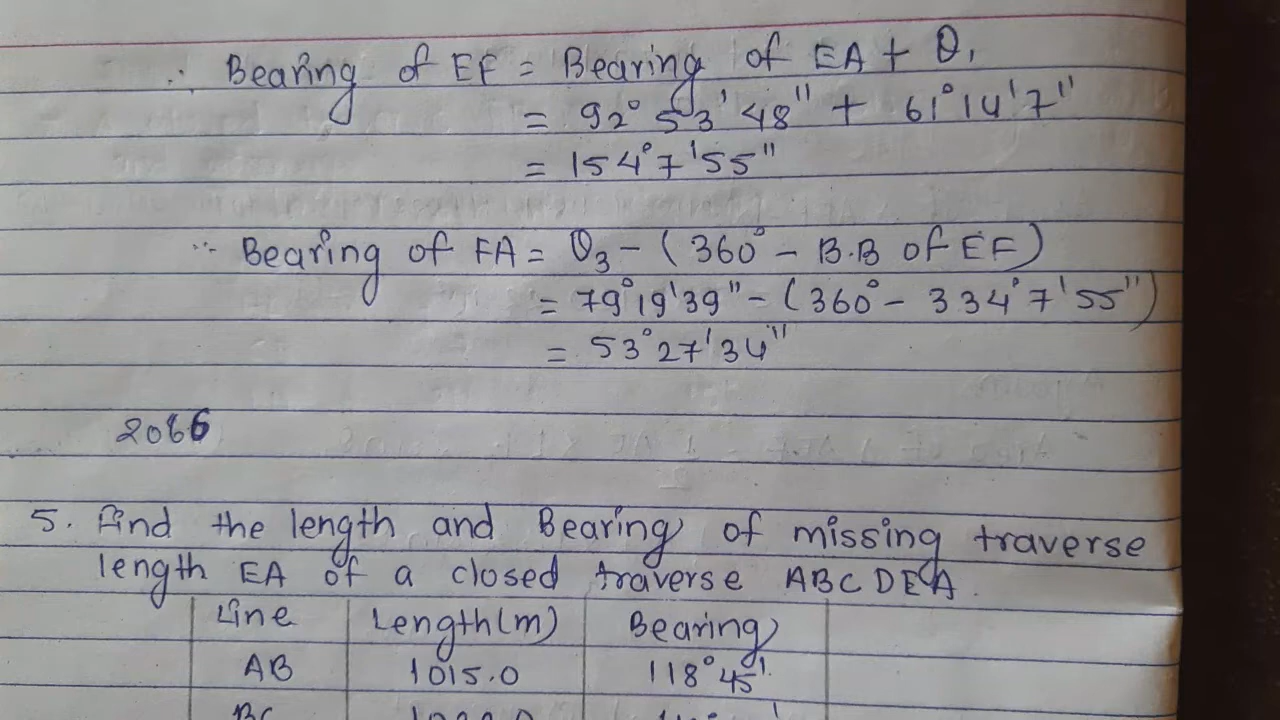 ∴ Bearing of EF = Bearing of EA + θ₁
= 92° 53' 48" + 61° 14' 7"
= 154° 7' 55"
∴ Bearing of FA = θ₃ - (360° - B.B of EF)
= 79° 19' 39" - (360° - 334° 7' 55")
= 53° 27' 34"
2066
5. Find the length and Bearing of missing traverse
length EA of a closed traverse ABCDEA.
Line Length(m) Bearing
AB 1015.0 118° 45'
BC